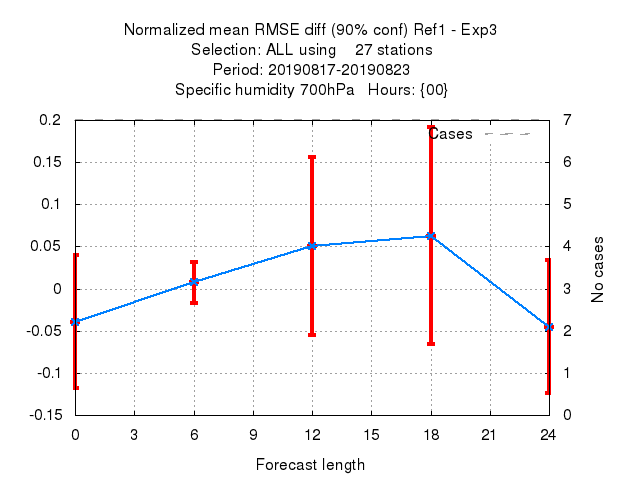 Normalized mean RMSE diff (90% conf) Ref1 - Exp3
Selection: ALL using    27 stations
Period: 20190817-20190823
Specific humidity 700hPa   Hours: {00}
Cases
0.2
0.15
0.1
0.05
0
-0.05
-0.1
-0.15
7
6
5
4
3
2
1
0
No cases
0 3 6 9 12 15 18 21 24
Forecast length